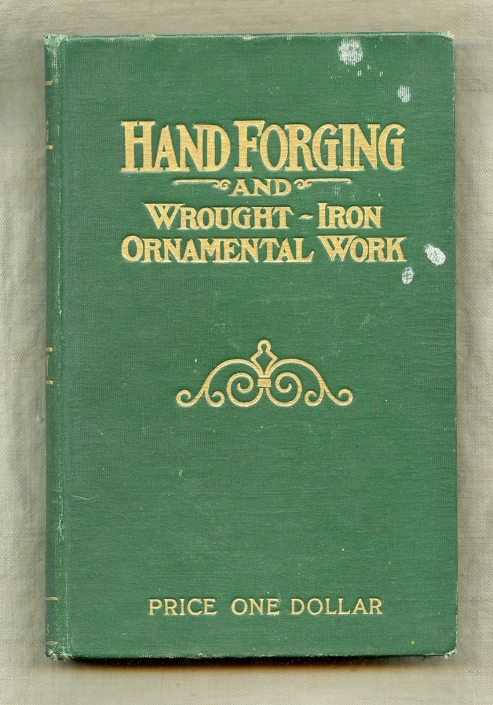 HAND FORGING
AND
WROUGHT-IRON
ORNAMENTAL WORK
PRICE ONE DOLLAR